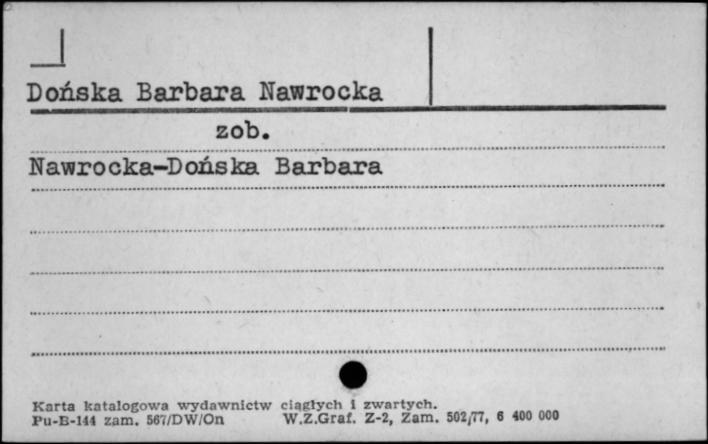 Dońska Barbara Nawrocka
zob.
Nawrocka-Dońska Barbara
Karta katalogowa wydawnictw ciągłych i zwartych.
Pu-B-144 zam. 567/DW/On W.Z.Graf. Z-2, Zam. 502/77, 6 400 000